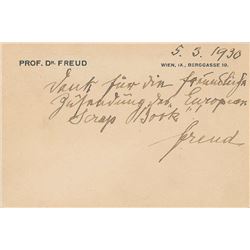 5. 3. 1930
PROF. DR. FREUD
WIEN, IX., BERGGASSE 19.
Dank für die freundliche
Zusendung des "European
Scrap Book"
Freud